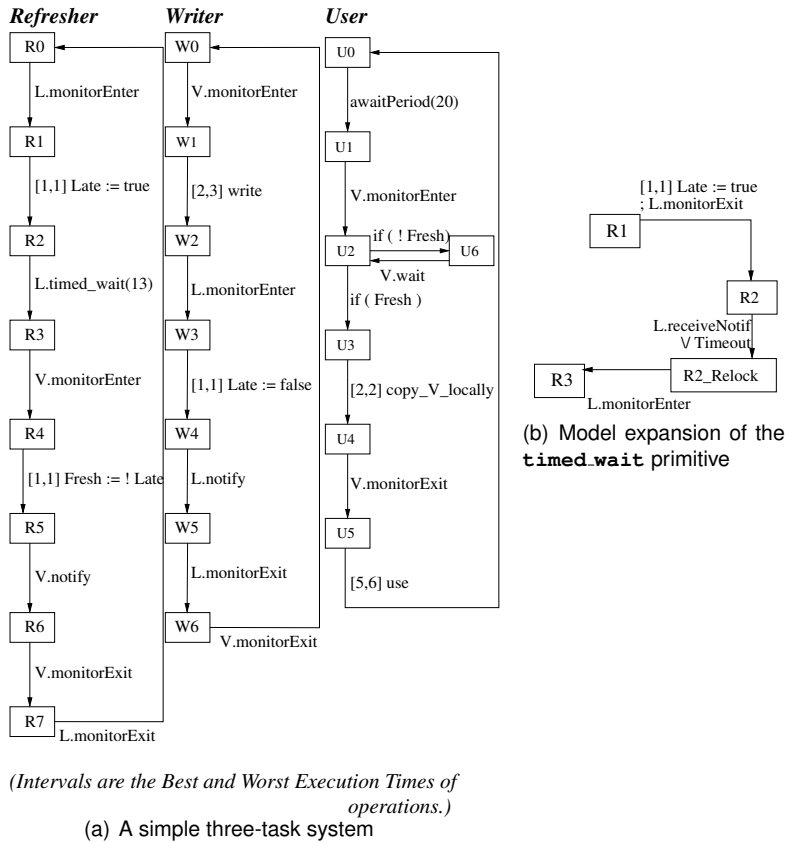 Refresher
R0
L.monitorEnter
R1
[1,1] Late := true
R2
L.timed_wait(13)
R3
V.monitorEnter
R4
[1,1] Fresh := ! Late
R5
V.notify
R6
V.monitorExit
R7
L.monitorExit
Writer
W0
V.monitorEnter
W1
[2,3] write
W2
L.monitorEnter
W3
[1,1] Late := false
W4
L.notify
W5
L.monitorExit
W6
V.monitorExit
User
U0
awaitPeriod(20)
U1
V.monitorEnter
if ( ! Fresh)
U2
U6
V.wait
if ( Fresh )
U3
[2,2] copy_V_locally
U4
V.monitorExit
U5
[5,6] use
(Intervals are the Best and Worst Execution Times of
operations.)
(a) A simple three-task system
[1,1] Late := true
; L.monitorExit
R1
R2
L.receiveNotif
\/ Timeout
R2_Relock
R3
L.monitorEnter
(b) Model expansion of the
timed_wait primitive